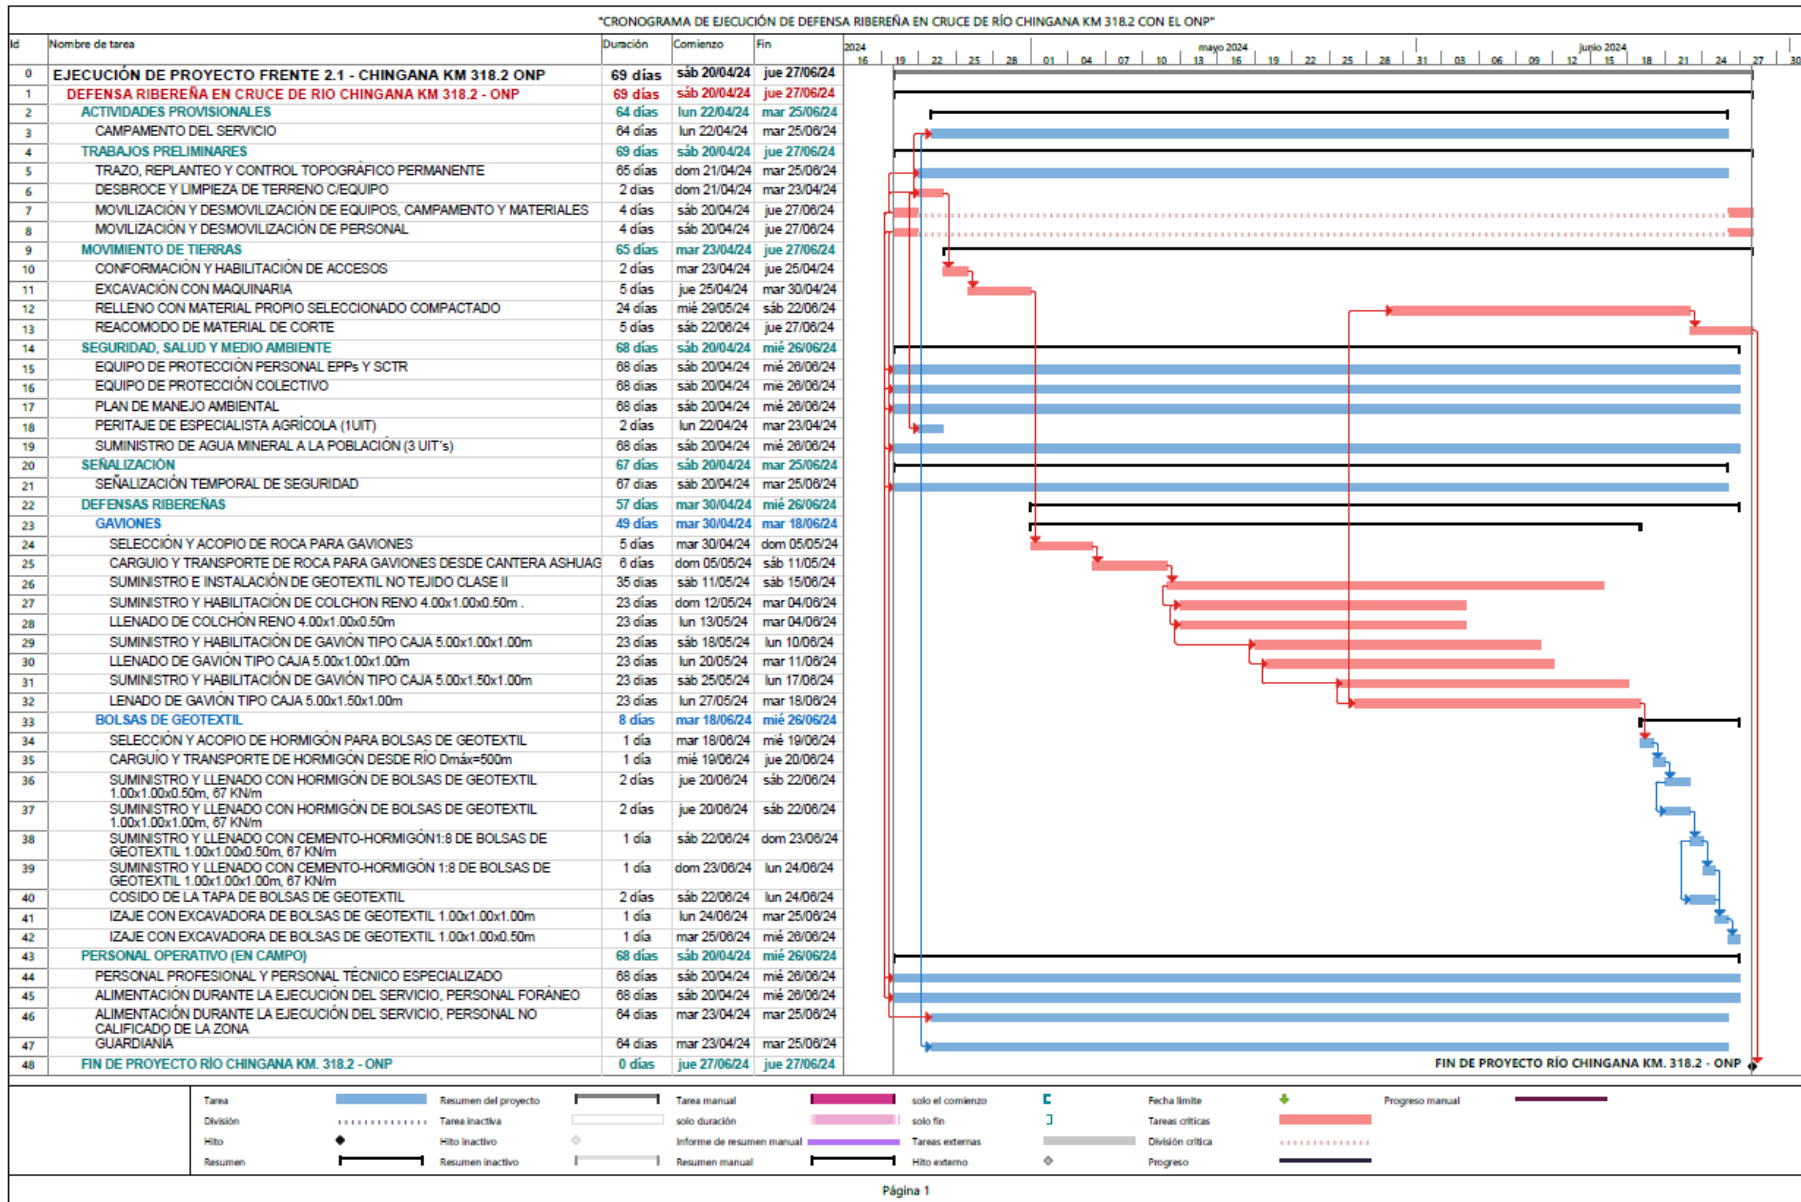 "CRONOGRAMA DE EJECUCIÓN DE DEFENSA RIBEREÑA EN CRUCE DE RÍO CHINGANA KM 318.2 CON EL ONP"
Id Nombre de tarea Duración Comienzo Fin
2024 mayo 2024 junio 2024
16 19 22 25 28 01 04 07 10 13 16 19 22 25 28 31 03 06 09 12 15 18 21 24 27 30
0 EJECUCIÓN DE PROYECTO FRENTE 2.1 - CHINGANA KM 318.2 ONP 69 días sáb 20/04/24 jue 27/06/24
1 DEFENSA RIBEREÑA EN CRUCE DE RIO CHINGANA KM 318.2 - ONP 69 días sáb 20/04/24 jue 27/06/24
2 ACTIVIDADES PROVISIONALES 64 días lun 22/04/24 mar 25/06/24
3 CAMPAMENTO DEL SERVICIO 64 días lun 22/04/24 mar 25/06/24
4 TRABAJOS PRELIMINARES 69 días sáb 20/04/24 jue 27/06/24
5 TRAZO, REPLANTEO Y CONTROL TOPOGRÁFICO PERMANENTE 65 días dom 21/04/24 mar 25/06/24
6 DESBROCE Y LIMPIEZA DE TERRENO C/EQUIPO 2 días dom 21/04/24 mar 23/04/24
7 MOVILIZACIÓN Y DESMOVILIZACIÓN DE EQUIPOS, CAMPAMENTO Y MATERIALES 4 días sáb 20/04/24 jue 27/06/24
8 MOVILIZACIÓN Y DESMOVILIZACIÓN DE PERSONAL 4 días sáb 20/04/24 jue 27/06/24
9 MOVIMIENTO DE TIERRAS 65 días mar 23/04/24 jue 27/06/24
10 CONFORMACIÓN Y HABILITACIÓN DE ACCESOS 2 días mar 23/04/24 jue 25/04/24
11 EXCAVACIÓN CON MAQUINARIA 5 días jue 25/04/24 mar 30/04/24
12 RELLENO CON MATERIAL PROPIO SELECCIONADO COMPACTADO 24 días mié 29/05/24 sáb 22/06/24
13 REACOMODO DE MATERIAL DE CORTE 5 días sáb 22/06/24 jue 27/06/24
14 SEGURIDAD, SALUD Y MEDIO AMBIENTE 68 días sáb 20/04/24 mié 26/06/24
15 EQUIPO DE PROTECCIÓN PERSONAL EPPs Y SCTR 68 días sáb 20/04/24 mié 26/06/24
16 EQUIPO DE PROTECCIÓN COLECTIVO 68 días sáb 20/04/24 mié 26/06/24
17 PLAN DE MANEJO AMBIENTAL 68 días sáb 20/04/24 mié 26/06/24
18 PERITAJE DE ESPECIALISTA AGRÍCOLA (1UIT) 2 días lun 22/04/24 mar 23/04/24
19 SUMINISTRO DE AGUA MINERAL A LA POBLACIÓN (3 UIT´s) 68 días sáb 20/04/24 mié 26/06/24
20 SEÑALIZACIÓN 67 días sáb 20/04/24 mar 25/06/24
21 SEÑALIZACIÓN TEMPORAL DE SEGURIDAD 67 días sáb 20/04/24 mar 25/06/24
22 DEFENSAS RIBEREÑAS 57 días mar 30/04/24 mié 26/06/24
23 GAVIONES 49 días mar 30/04/24 mar 18/06/24
24 SELECCIÓN Y ACOPIO DE ROCA PARA GAVIONES 5 días mar 30/04/24 dom 05/05/24
25 CARGUIO Y TRANSPORTE DE ROCA PARA GAVIONES DESDE CANTERA ASHUAG 6 días dom 05/05/24 sáb 11/05/24
26 SUMINISTRO E INSTALACIÓN DE GEOTEXTIL NO TEJIDO CLASE II 35 días sáb 11/05/24 sáb 15/06/24
27 SUMINISTRO Y HABILITACIÓN DE COLCHON RENO 4.00x1.00x0.50m . 23 días dom 12/05/24 mar 04/06/24
28 LLENADO DE COLCHÓN RENO 4.00x1.00x0.50m 23 días lun 13/05/24 mar 04/06/24
29 SUMINISTRO Y HABILITACIÓN DE GAVIÓN TIPO CAJA 5.00x1.00x1.00m 23 días sáb 18/05/24 lun 10/06/24
30 LLENADO DE GAVIÓN TIPO CAJA 5.00x1.00x1.00m 23 días lun 20/05/24 mar 11/06/24
31 SUMINISTRO Y HABILITACIÓN DE GAVIÓN TIPO CAJA 5.00x1.50x1.00m 23 días sáb 25/05/24 lun 17/06/24
32 LENADO DE GAVIÓN TIPO CAJA 5.00x1.50x1.00m 23 días lun 27/05/24 mar 18/06/24
33 BOLSAS DE GEOTEXTIL 8 días mar 18/06/24 mié 26/06/24
34 SELECCIÓN Y ACOPIO DE HORMIGÓN PARA BOLSAS DE GEOTEXTIL 1 día mar 18/06/24 mié 19/06/24
35 CARGUÍO Y TRANSPORTE DE HORMIGÓN DESDE RÍO Dmáx=500m 1 día mié 19/06/24 jue 20/06/24
36 SUMINISTRO Y LLENADO CON HORMIGÓN DE BOLSAS DE GEOTEXTIL 2 días jue 20/06/24 sáb 22/06/24
1.00x1.00x0.50m, 67 KN/m
37 SUMINISTRO Y LLENADO CON HORMIGÓN DE BOLSAS DE GEOTEXTIL 2 días jue 20/06/24 sáb 22/06/24
1.00x1.00x1.00m, 67 KN/m
38 SUMINISTRO Y LLENADO CON CEMENTO-HORMIGÓN1:8 DE BOLSAS DE 1 día sáb 22/06/24 dom 23/06/24
GEOTEXTIL 1.00x1.00x0.50m, 67 KN/m
39 SUMINISTRO Y LLENADO CON CEMENTO-HORMIGÓN 1:8 DE BOLSAS DE 1 día dom 23/06/24 lun 24/06/24
GEOTEXTIL 1.00x1.00x1.00m, 67 KN/m
40 COSIDO DE LA TAPA DE BOLSAS DE GEOTEXTIL 2 días sáb 22/06/24 lun 24/06/24
41 IZAJE CON EXCAVADORA DE BOLSAS DE GEOTEXTIL 1.00x1.00x1.00m 1 día lun 24/06/24 mar 25/06/24
42 IZAJE CON EXCAVADORA DE BOLSAS DE GEOTEXTIL 1.00x1.00x0.50m 1 día mar 25/06/24 mié 26/06/24
43 PERSONAL OPERATIVO (EN CAMPO) 68 días sáb 20/04/24 mié 26/06/24
44 PERSONAL PROFESIONAL Y PERSONAL TÉCNICO ESPECIALIZADO 68 días sáb 20/04/24 mié 26/06/24
45 ALIMENTACIÓN DURANTE LA EJECUCIÓN DEL SERVICIO, PERSONAL FORÁNEO 68 días sáb 20/04/24 mié 26/06/24
46 ALIMENTACIÓN DURANTE LA EJECUCIÓN DEL SERVICIO, PERSONAL NO 64 días mar 23/04/24 mar 25/06/24
CALIFICADO DE LA ZONA
47 GUARDIANÍA 64 días mar 23/04/24 mar 25/06/24
48 FIN DE PROYECTO RÍO CHINGANA KM. 318.2 - ONP 0 días jue 27/06/24 jue 27/06/24 FIN DE PROYECTO RÍO CHINGANA KM. 318.2 - ONP
Tarea Resumen del proyecto Tarea manual solo el comienzo Fecha límite Progreso manual
División Tarea inactiva solo duración solo fin Tareas críticas
Hito Hito inactivo Informe de resumen manual Tareas externas División crítica
Resumen Resumen inactivo Resumen manual Hito externo Progreso
Página 1